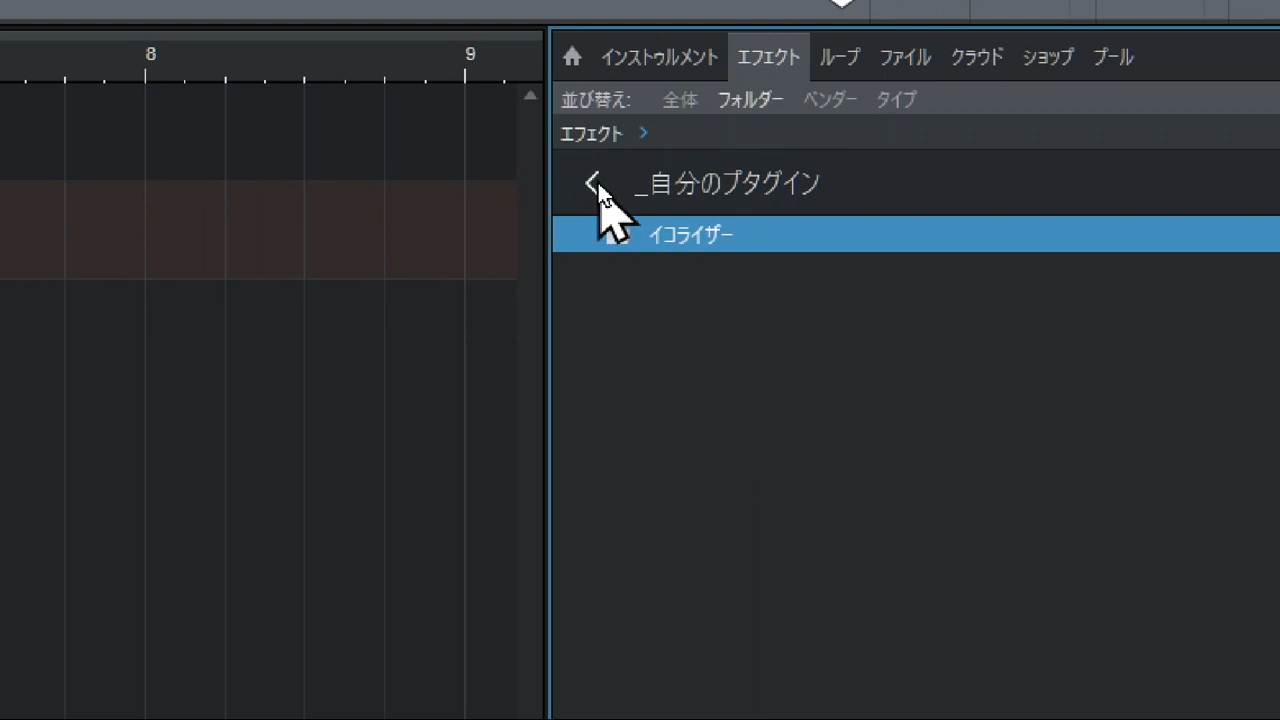 8 9
インストゥルメント エフェクト ループ ファイル クラウド ショップ プール
並び替え: 全体 フォルダー ベンダー タイプ
エフェクト >
_自分のプタグイン
イコライザー